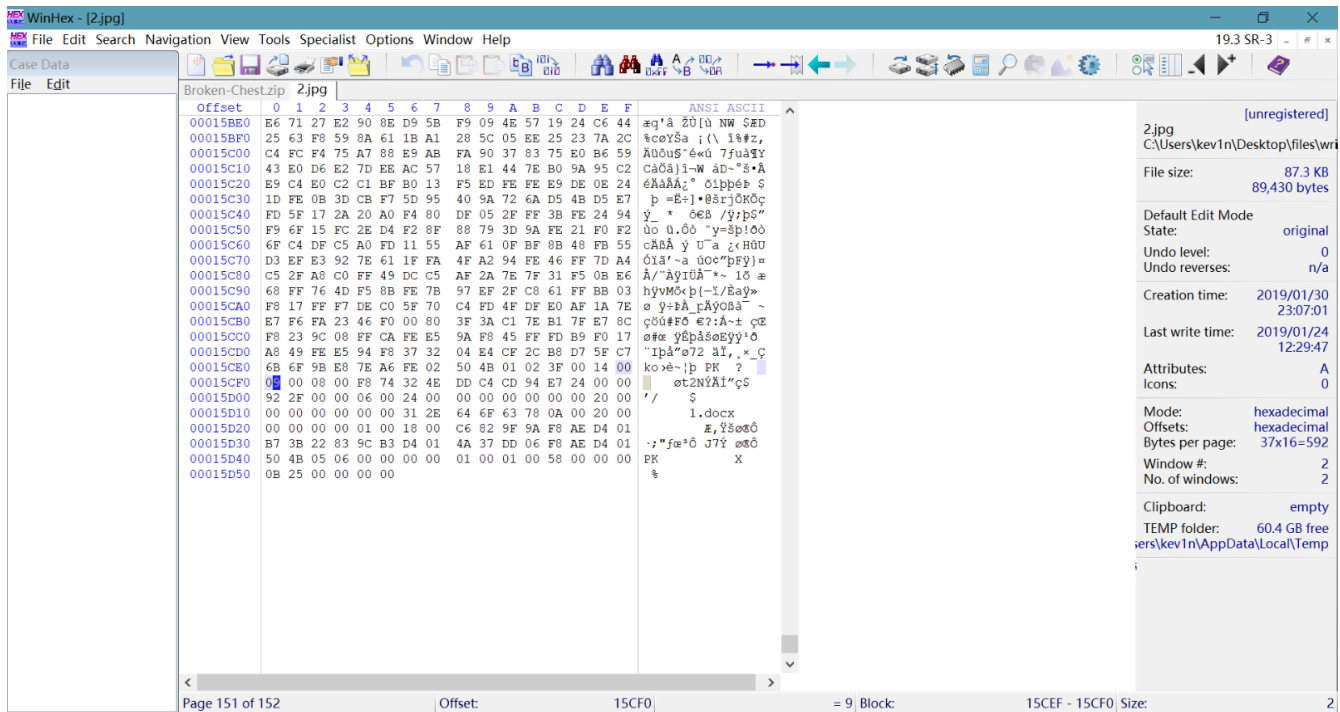 WinHex - [2.jpg]
File Edit Search Navigation View Tools Specialist Options Window Help
19.3 SR-3
Case Data
File Edit
Broken-Chest.zip 2.jpg
Offset 0 1 2 3 4 5 6 7 8 9 A B C D E F ANSI ASCII
00015BE0 E6 71 27 E2 90 8E D9 5B F9 09 4E 57 19 24 C6 44
00015BF0 25 63 F8 59 8A 61 1B A1 28 5C 05 EE 25 23 7A 2C
00015C00 C4 FC F4 75 A7 88 E9 AB FA 90 37 83 75 E0 B6 59
00015C10 43 E0 D6 E2 7D EE AC 57 18 E1 44 7E B0 9A 95 C2
00015C20 E9 C4 E0 C2 C1 BF B0 13 F5 ED FE FE E9 DE 0E 24
00015C30 1D FE 0B 3D CB F7 5D 95 40 9A 72 6A D5 4B D5 E7
00015C40 FD 5F 17 2A 20 A0 F4 80 DF 05 2F FF 3B FE 24 94
00015C50 F9 6F 15 FC 2E D4 F2 8F 88 79 3D 9A FE 21 F0 F2
00015C60 6F C4 DF C5 A0 FD 11 55 AF 61 0F BF 8B 48 FB 55
00015C70 D3 EF E3 92 7E 61 1F FA 4F A2 94 FE 46 FF 7D A4
00015C80 C5 2F A8 C0 FF 49 DC C5 AF 2A 7E 7F 31 F5 0B E6
00015C90 68 FF 76 4D F5 8B FE 7B 97 EF 2F C8 61 FF BB 03
00015CA0 F8 17 FF F7 DE C0 5F 70 C4 FD 4F DF E0 AF 1A 7E
00015CB0 E7 F6 FA 23 46 F0 00 80 3F 3A C1 7E B1 7F E7 8C
00015CC0 F8 23 9C 08 FF CA FE E5 9A F8 45 FF FD B9 F0 17
00015CD0 A8 49 FE E5 94 F8 37 32 04 E4 CF 2C B8 D7 5F C7
00015CE0 6B 6F 9B E8 7E A6 FE 02 50 4B 01 02 3F 00 14 00
00015CF0 09 00 08 00 F8 74 32 4E DD C4 CD 94 E7 24 00 00
00015D00 92 2F 00 00 06 00 24 00 00 00 00 00 00 00 20 00
00015D10 00 00 00 00 00 00 31 2E 64 6F 63 78 0A 00 20 00 1.docx
00015D20 00 00 00 00 01 00 18 00 C6 82 9F 9A F8 AE D4 01
00015D30 B7 3B 22 83 9C B3 D4 01 4A 37 DD 06 F8 AE D4 01
00015D40 50 4B 05 06 00 00 00 00 01 00 01 00 58 00 00 00 PK X
00015D50 0B 25 00 00 00 00 %
[unregistered]
2.jpg
C:\Users\kev1n\Desktop\files\wri
File size: 87.3 KB
89,430 bytes
Default Edit Mode
State: original
Undo level: 0
Undo reverses: n/a
Creation time: 2019/01/30
23:07:01
Last write time: 2019/01/24
12:29:47
Attributes: A
Icons: 0
Mode: hexadecimal
Offsets: hexadecimal
Bytes per page: 37x16=592
Window #: 2
No. of windows: 2
Clipboard: empty
TEMP folder: 60.4 GB free
sers\kev1n\AppData\Local\Temp
Page 151 of 152 Offset: 15CF0 = 9 Block: 15CEF - 15CF0 Size: 2